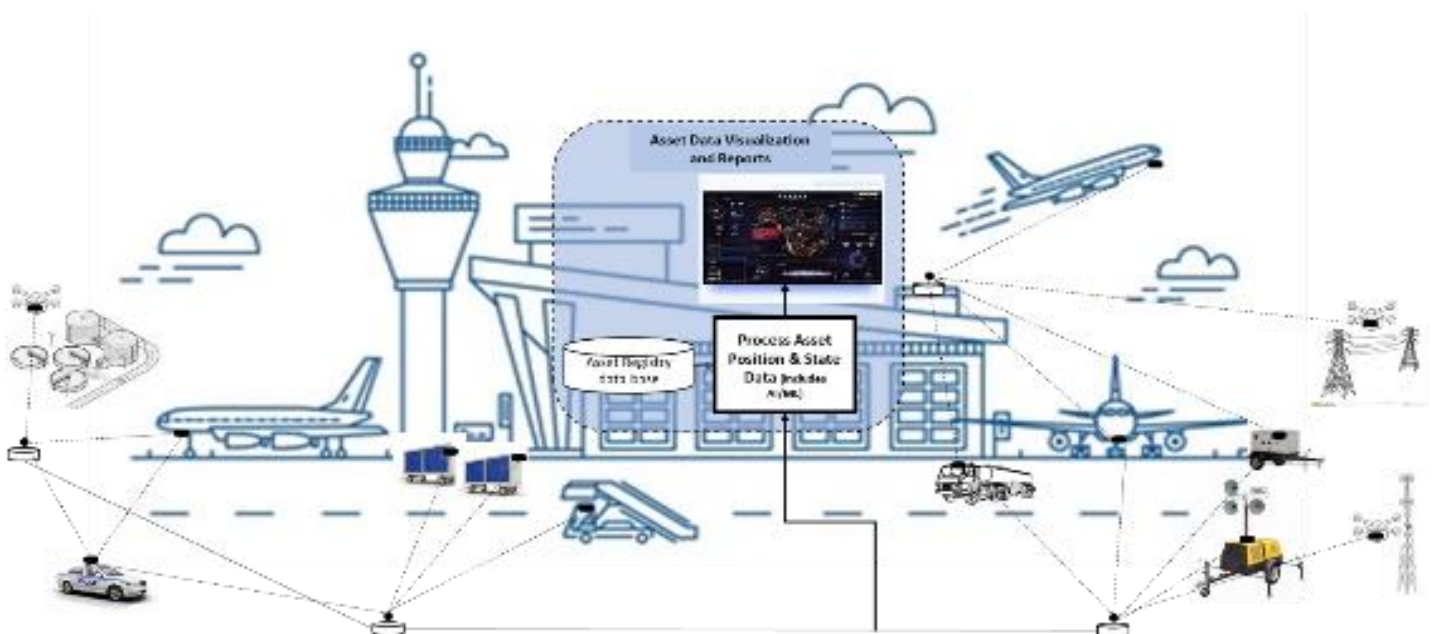 Asset Data Visualization
and Reports
Process Asset
Position & State
Data (includes
AI/ML)
Asset Registry
data base